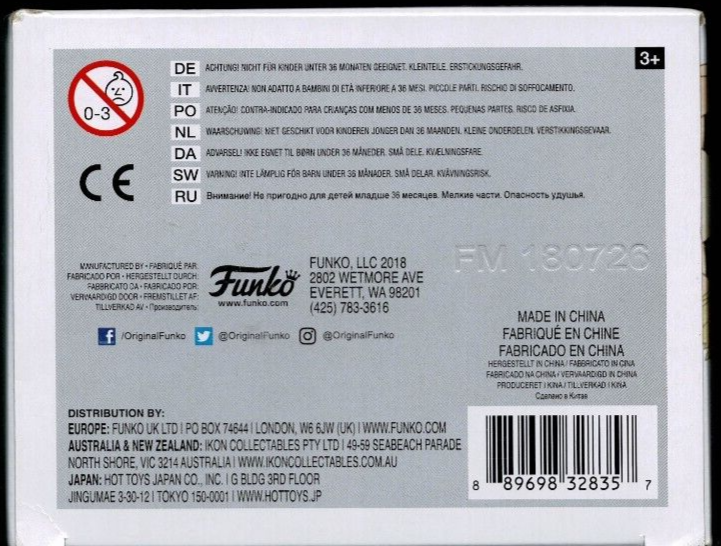 3+
0-3
DE ACHTUNG! NICHT FÜR KINDER UNTER 36 MONATEN GEEIGNET. KLEINTEILE. ERSTICKUNGSGEFAHR.
IT AVVERTENZA: NON ADATTO A BAMBINI DI ETÀ INFERIORE A 36 MESI. PICCOLE PARTI. RISCHIO DI SOFFOCAMENTO.
PO ATENÇÃO! CONTRA-INDICADO PARA CRIANÇAS COM MENOS DE 36 MESES. PEQUENAS PARTES. RISCO DE ASFIXIA.
NL WAARSCHUWING! NIET GESCHIKT VOOR KINDEREN JONGER DAN 36 MAANDEN. KLEINE ONDERDELEN. VERSTIKKINGSGEVAAR.
DA ADVARSEL! IKKE EGNET TIL BØRN UNDER 36 MÅNEDER. SMÅ DELE. KVÆLNINGSFARE.
SW VARNING! INTE LÄMPLIG FÖR BARN UNDER 36 MÅNADER. SMÅ DELAR. KVÄVNINGSRISK.
RU Внимание! Не пригодно для детей младше 36 месяцев. Мелкие части. Опасность удушья.
CE
MANUFACTURED BY • FABRIQUÉ PAR:
FABRICADO POR • HERGESTELLT DURCH:
FABBRICATO DA • FABRICADO POR:
VERVAARDIGD DOOR • FREMSTILLET AF:
TILLVERKAD AV • Производитель:
Funko
www.funko.com
FUNKO, LLC 2018
2802 WETMORE AVE
EVERETT, WA 98201
(425) 783-3616
FM 180726
/OriginalFunko @OriginalFunko @OriginalFunko
MADE IN CHINA
FABRIQUÉ EN CHINE
FABRICADO EN CHINA
HERGESTELLT IN CHINA / FABBRICATO IN CINA
FABRICADO NA CHINA / VERVAARDIGD IN CHINA
PRODUCERET I KINA / TILLVERKAD I KINA
Сделано в Китае
DISTRIBUTION BY:
EUROPE: FUNKO UK LTD | PO BOX 74644 | LONDON, W6 6JW (UK) | WWW.FUNKO.COM
AUSTRALIA & NEW ZEALAND: IKON COLLECTABLES PTY LTD | 49-59 SEABEACH PARADE
NORTH SHORE, VIC 3214 AUSTRALIA | WWW.IKONCOLLECTABLES.COM.AU
JAPAN: HOT TOYS JAPAN CO., INC. | G BLDG 3RD FLOOR
JINGUMAE 3-30-12 | TOKYO 150-0001 | WWW.HOTTOYS.JP
8 89698 32835 7